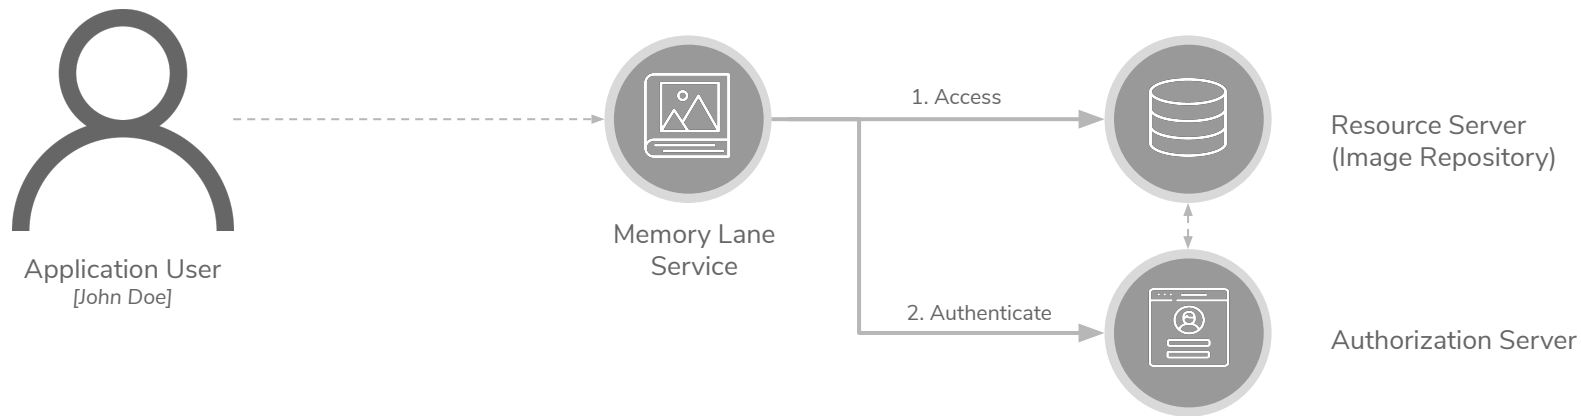 Application User
[John Doe]
Memory Lane
Service
1. Access
2. Authenticate
Resource Server
(Image Repository)
Authorization Server